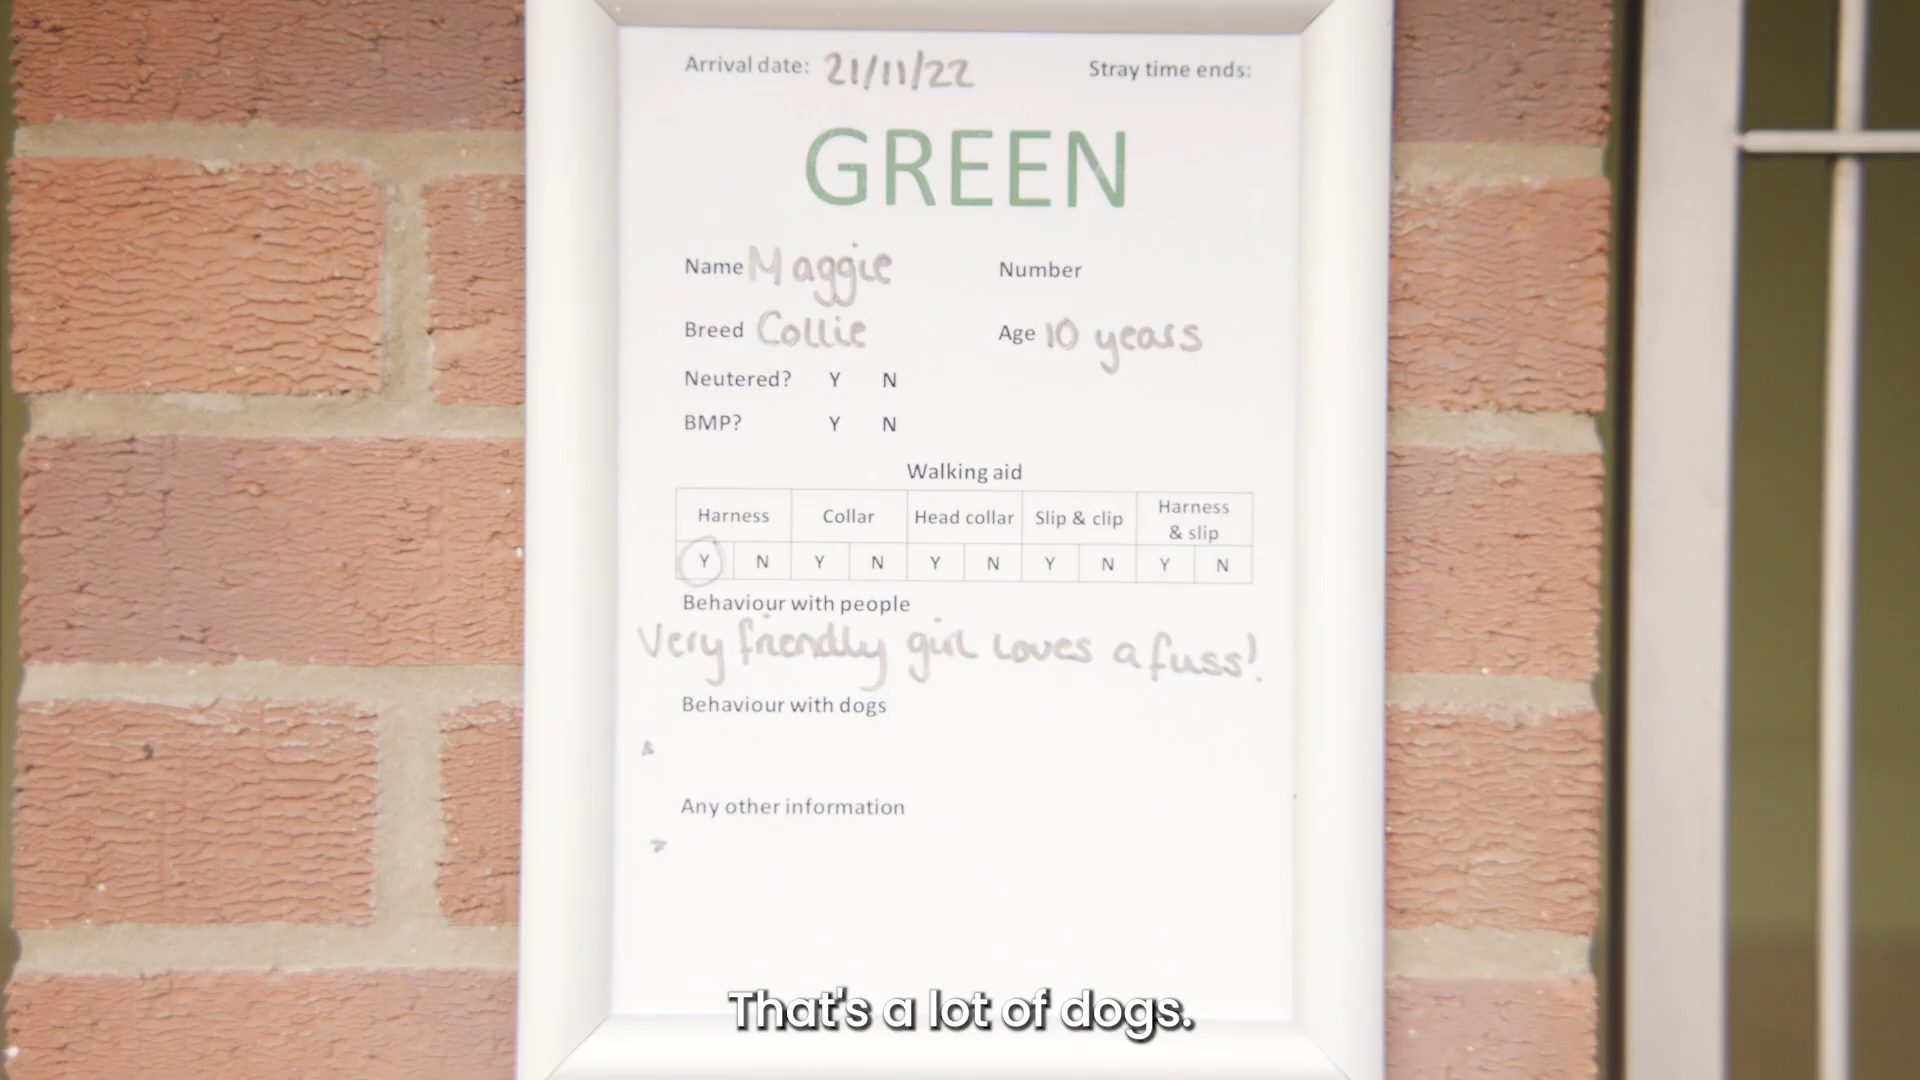 Arrival date: 21/11/22 Stray time ends:
GREEN
Name Maggie Number
Breed Collie Age 10 years
Neutered? Y N
BMP? Y N
Walking aid
Harness Collar Head collar Slip & clip Harness & slip
Y N Y N Y N Y N Y N
Behaviour with people
Very friendly girl loves a fuss!
Behaviour with dogs
Any other information
That's a lot of dogs.